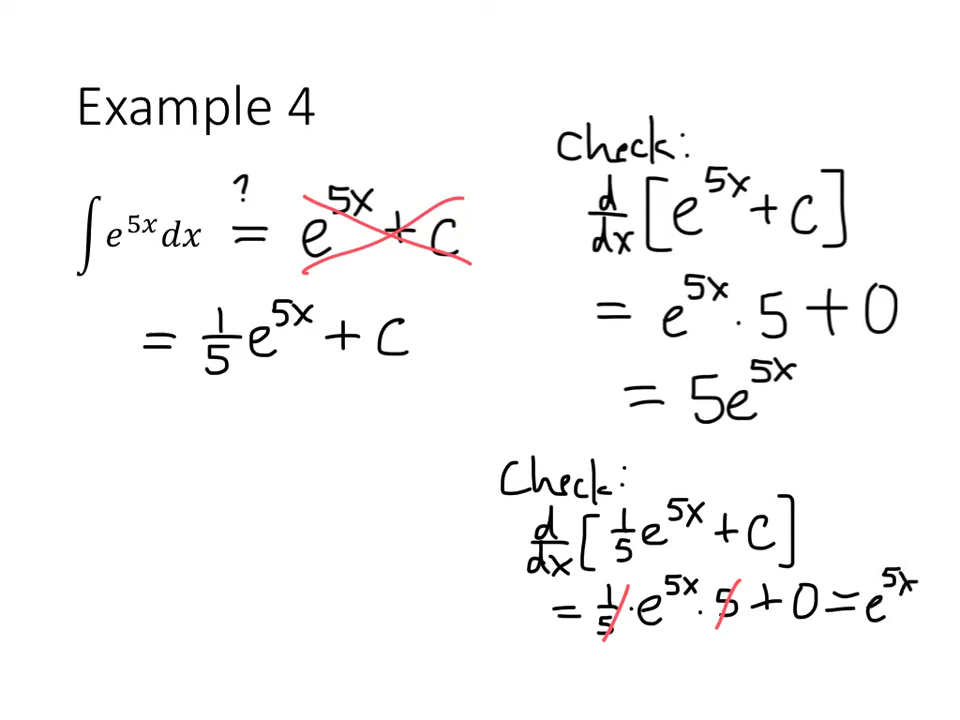 Example 4
∫ e^{5x} dx =^{?} e^{5x} + c
= 1/5 e^{5x} + c
Check:
d/dx [e^{5x} + c]
= e^{5x} · 5 + 0
= 5e^{5x}
Check:
d/dx [1/5 e^{5x} + c]
= 1/5 · e^{5x} · 5 + 0 = e^{5x}